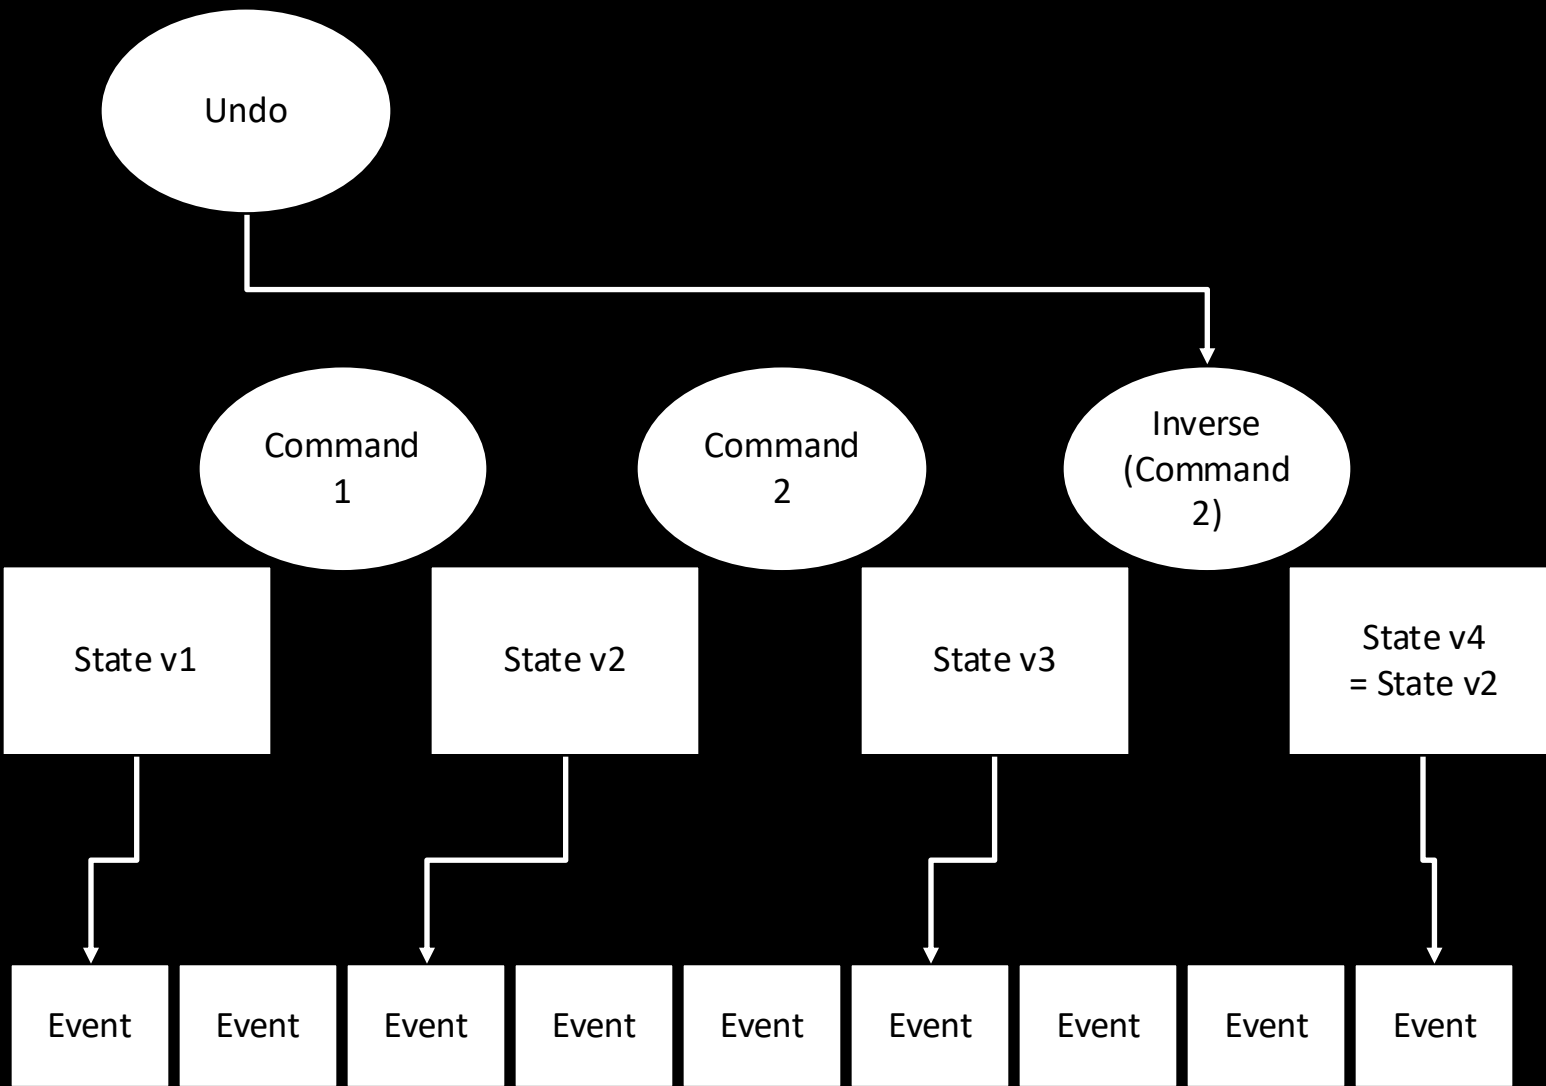 Undo
Command
1
Command
2
Inverse
(Command
2)
State v1
State v2
State v3
State v4
= State v2
Event
Event
Event
Event
Event
Event
Event
Event
Event